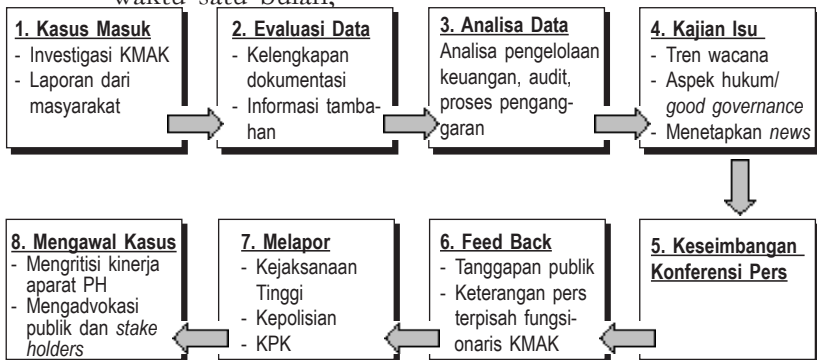 waktu satu bulan,
1. Kasus Masuk
- Investigasi KMAK
- Laporan dari
masyarakat
2. Evaluasi Data
- Kelengkapan
dokumentasi
- Informasi tamba-
han
3. Analisa Data
Analisa pengelolaan
keuangan, audit,
proses pengang-
garan
4. Kajian Isu
- Tren wacana
- Aspek hukum/
good governance
- Menetapkan news
5. Keseimbangan
Konferensi Pers
6. Feed Back
- Tanggapan publik
- Keterangan pers
terpisah fungsi-
onaris KMAK
7. Melapor
- Kejaksanaan
Tinggi
- Kepolisian
- KPK
8. Mengawal Kasus
- Mengritisi kinerja
aparat PH
- Mengadvokasi
publik dan stake
holders